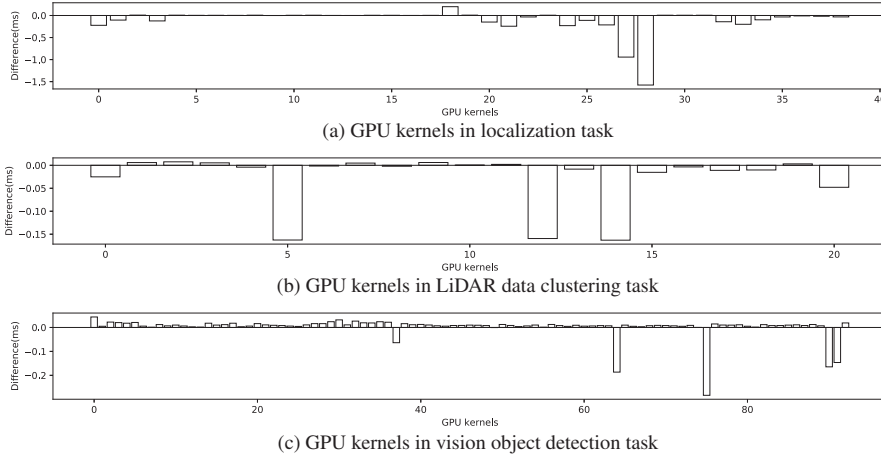 0.0
−0.5
−1.0
−1.5
Difference(ms)
0 5 10 15 20 25 30 35 40
GPU kernels
(a) GPU kernels in localization task
0.00
−0.05
−0.10
−0.15
Difference(ms)
0 5 10 15 20
GPU kernels
(b) GPU kernels in LiDAR data clustering task
0.0
−0.1
−0.2
Difference(ms)
0 20 40 60 80
GPU kernels
(c) GPU kernels in vision object detection task